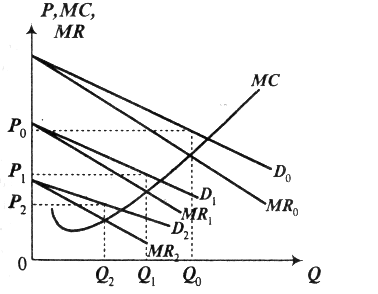 P,MC,
MR
MC
P₀
P₁
P₂
D₀
D₁
MR₀
MR₁
D₂
MR₂
0
Q₂
Q₁
Q₀
Q